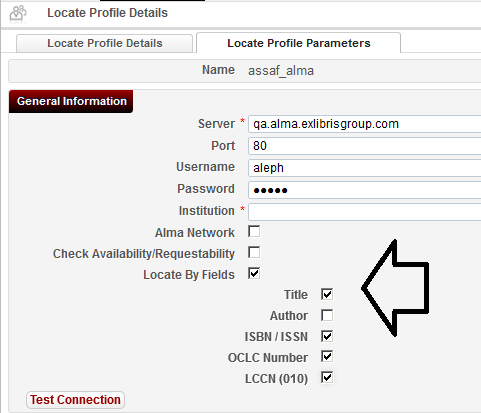 Locate Profile Details
Locate Profile Details Locate Profile Parameters
Name assaf_alma
General Information
Server * qa.alma.exlibrisgroup.com
Port 80
Username aleph
Password •••••
Institution *
Alma Network
Check Availability/Requestability
Locate By Fields
Title
Author
ISBN / ISSN
OCLC Number
LCCN (010)
Test Connection